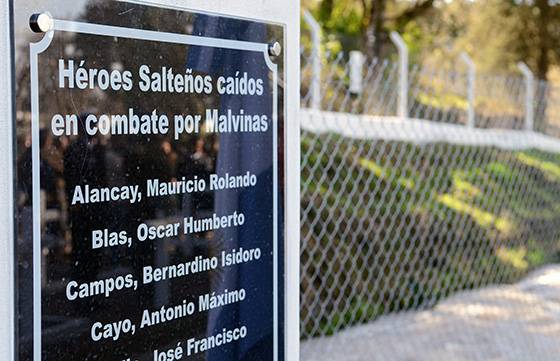 Héroes Salteños caídos
en combate por Malvinas
Alancay, Mauricio Rolando
Blas, Oscar Humberto
Campos, Bernardino Isidoro
Cayo, Antonio Máximo
José Francisco